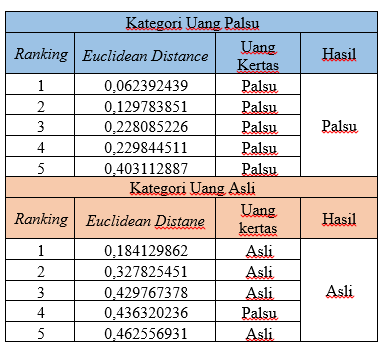 Kategori Uang Palsu
Ranking Euclidean Distance Uang Kertas Hasil
1 0,062392439 Palsu
2 0,129783851 Palsu
3 0,228085226 Palsu Palsu
4 0,229844511 Palsu
5 0,403112887 Palsu
Kategori Uang Asli
Ranking Euclidean Distane Uang kertas Hasil
1 0,184129862 Asli
2 0,327825451 Asli
3 0,429767378 Asli Asli
4 0,436320236 Palsu
5 0,462556931 Asli